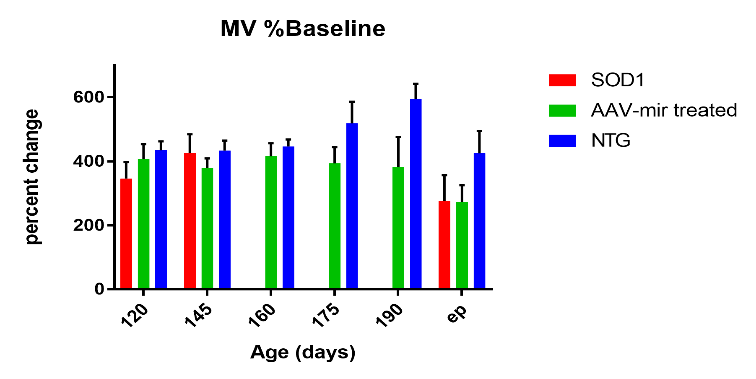 MV %Baseline
percent change
600
400
200
0
120
145
160
175
190
ep
Age (days)
SOD1
AAV-mir treated
NTG